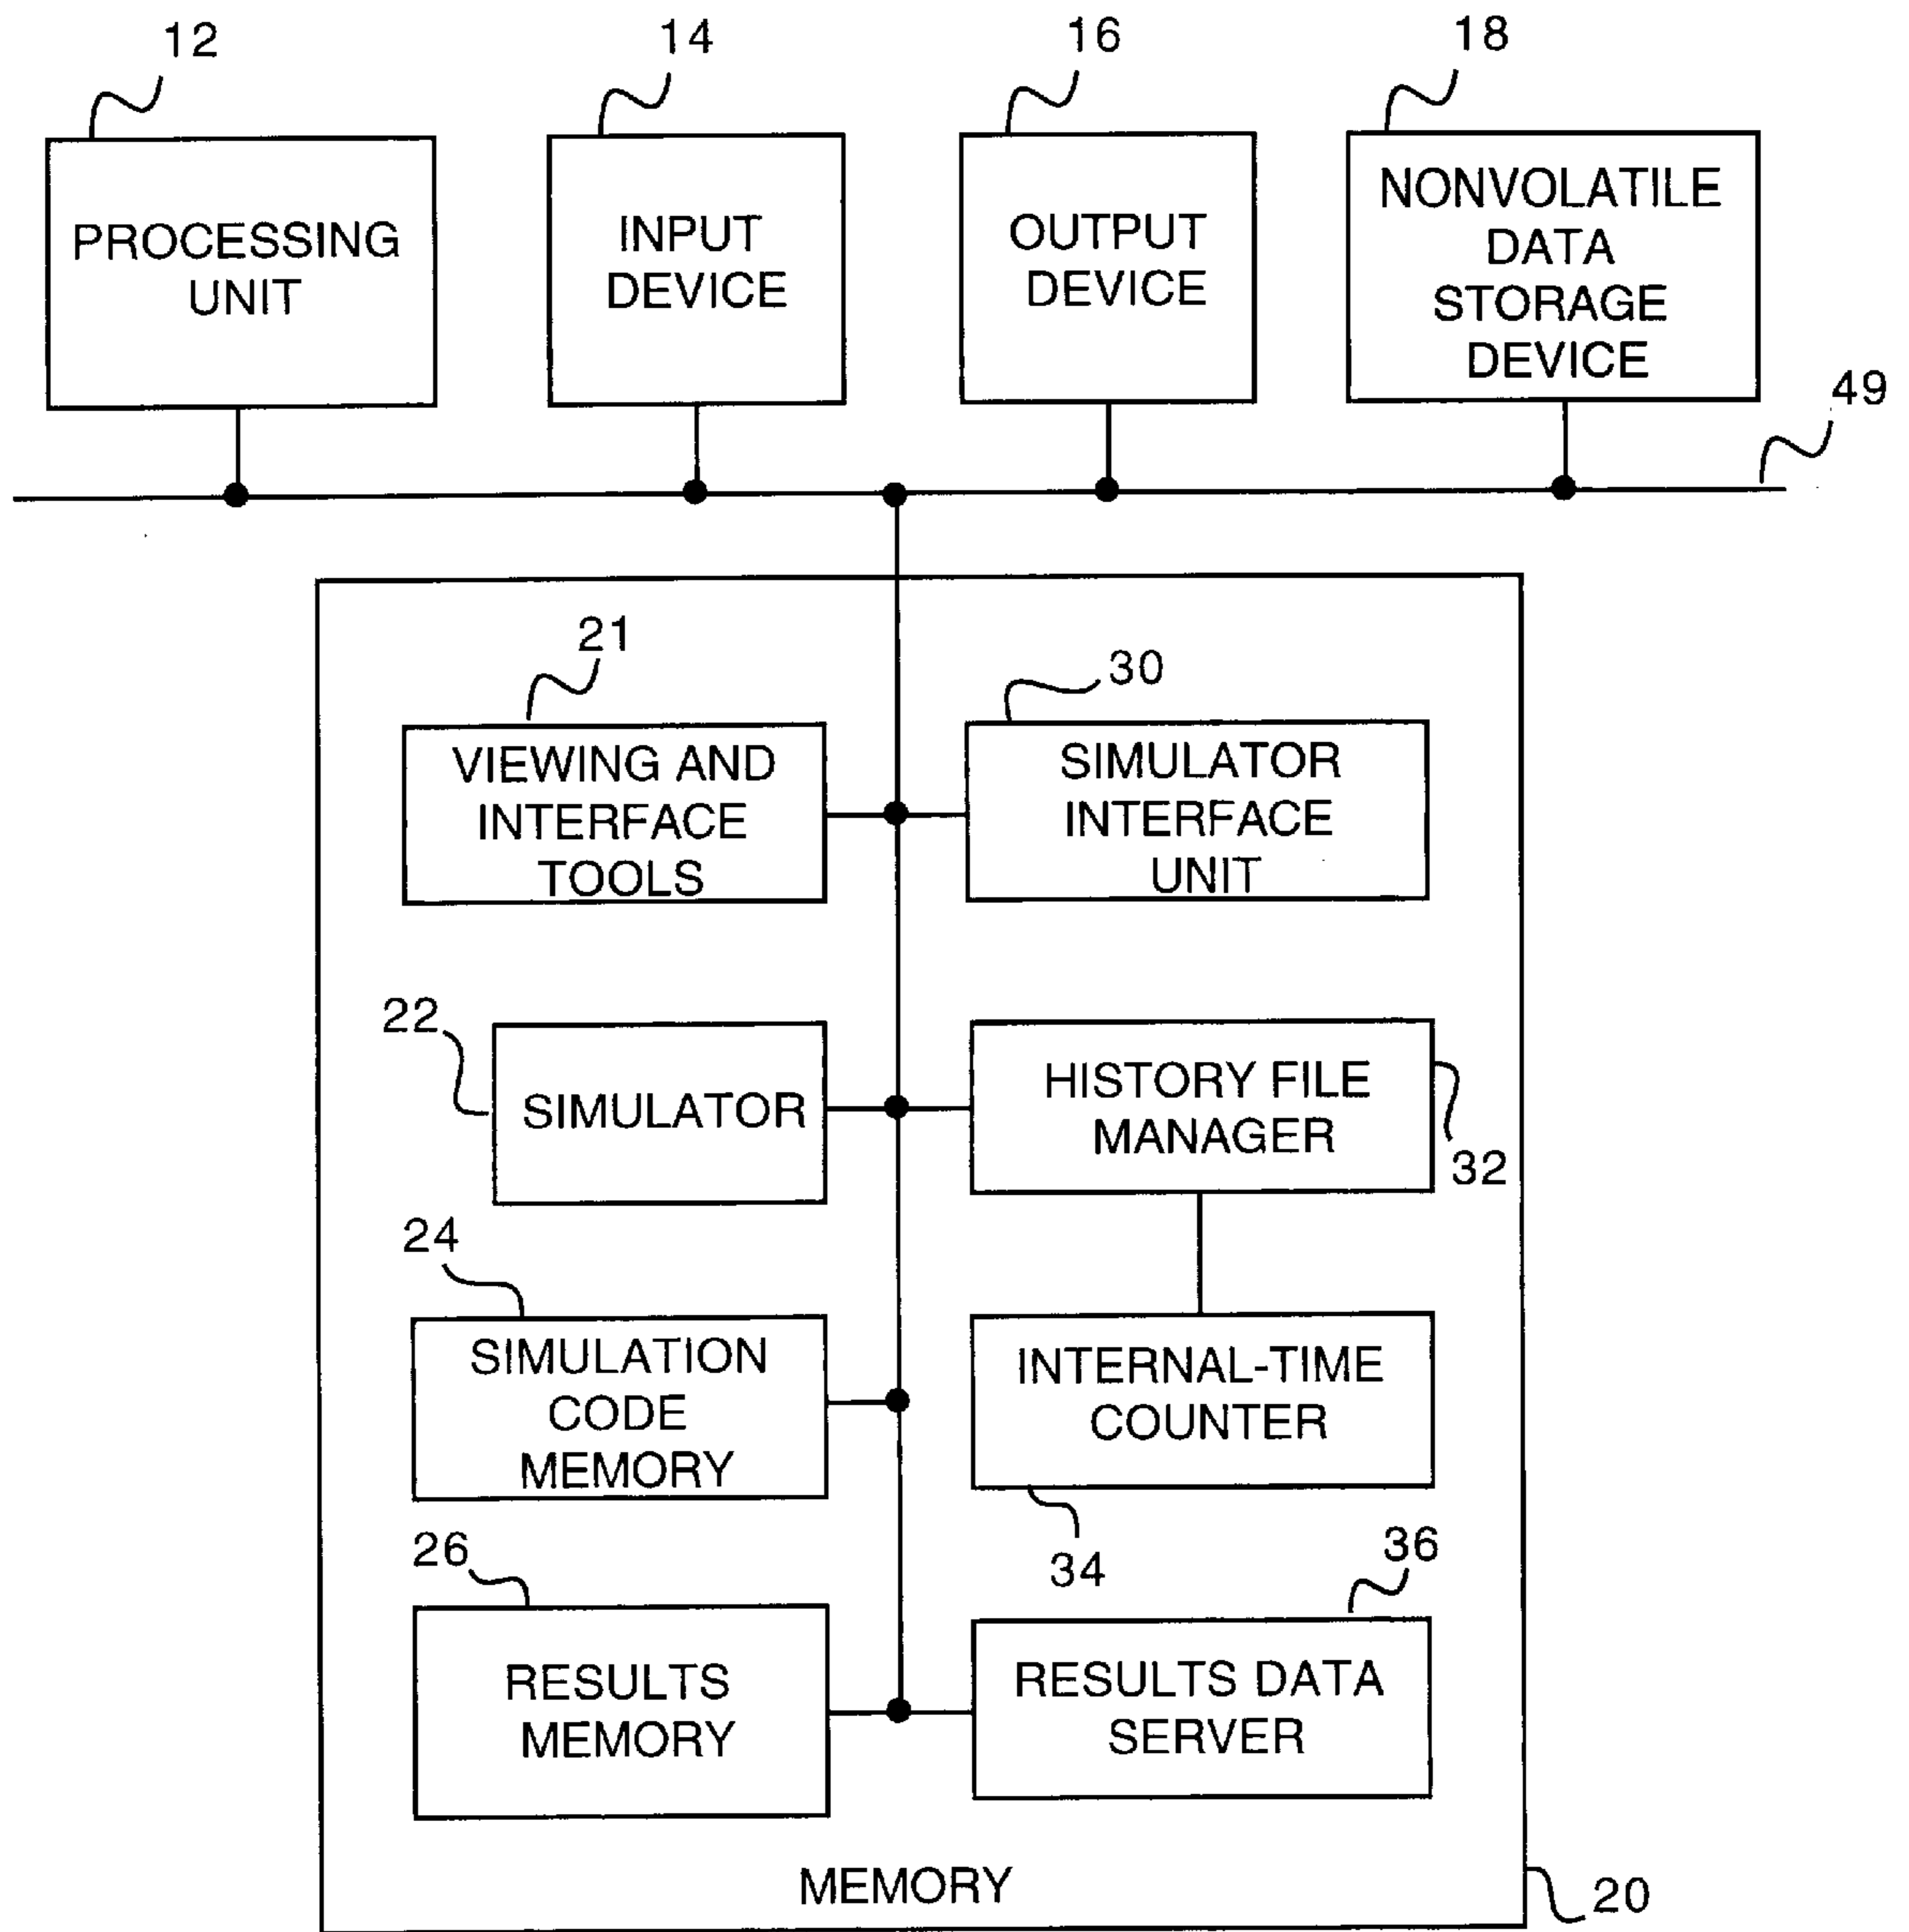 12
14
16
18
PROCESSING
UNIT
INPUT
DEVICE
OUTPUT
DEVICE
NONVOLATILE
DATA
STORAGE
DEVICE
49
21
30
VIEWING AND
INTERFACE
TOOLS
SIMULATOR
INTERFACE
UNIT
22
SIMULATOR
HISTORY FILE
MANAGER
32
24
SIMULATION
CODE
MEMORY
INTERNAL-TIME
COUNTER
34
26
36
RESULTS
MEMORY
RESULTS DATA
SERVER
MEMORY
20